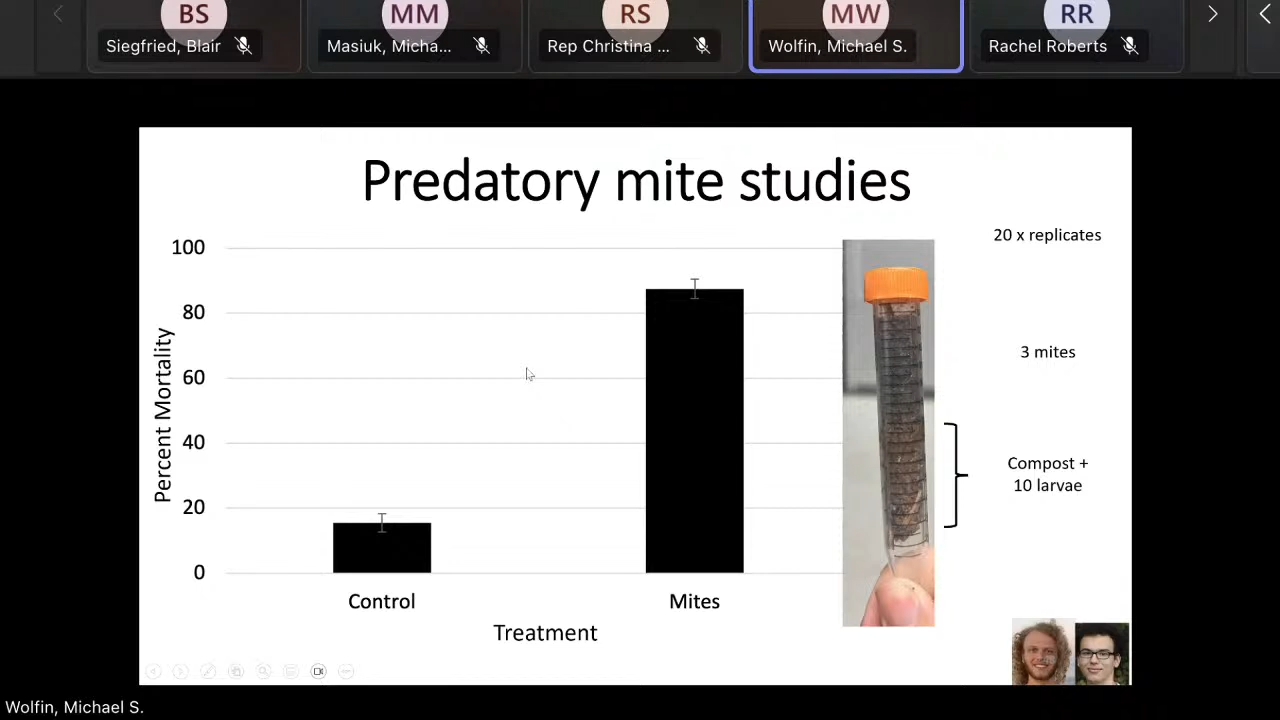 BS
MM
RS
MW
RR
Siegfried, Blair
Masiuk, Micha...
Rep Christina ...
Wolfin, Michael S.
Rachel Roberts
Predatory mite studies
20 x replicates
3 mites
Compost +
10 larvae
Percent Mortality
100
80
60
40
20
0
Control
Mites
Treatment
Wolfin, Michael S.